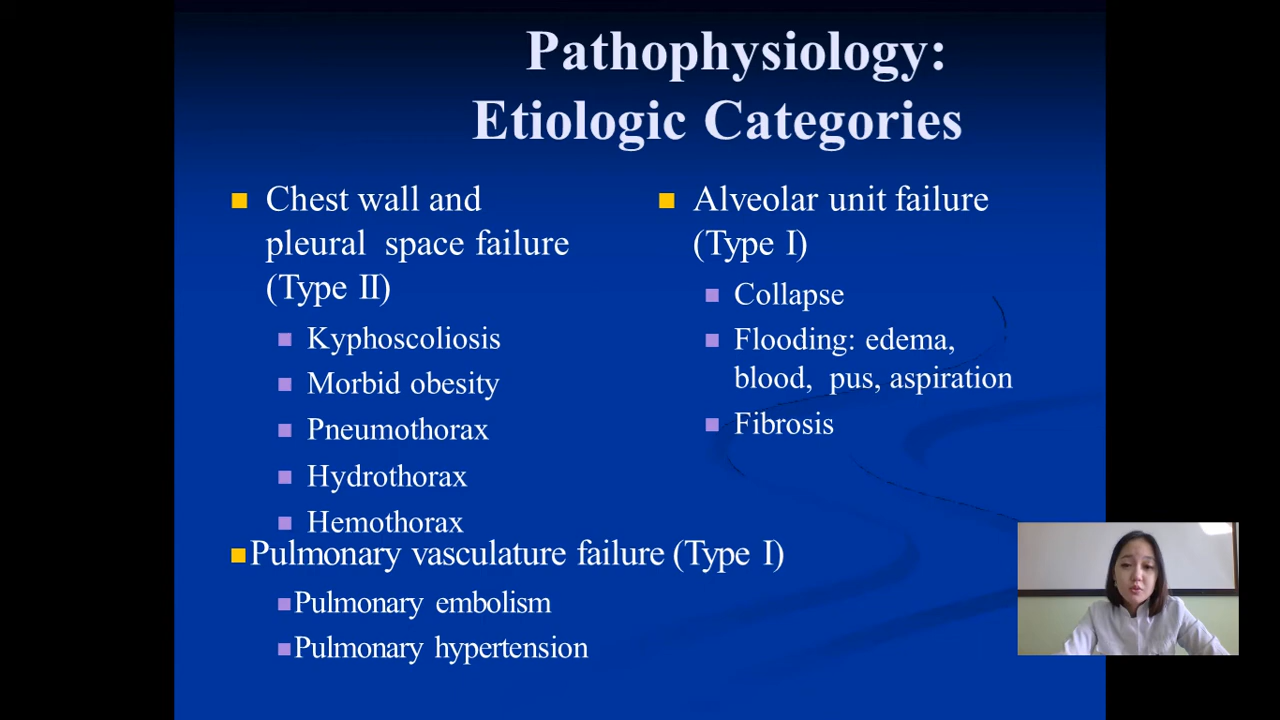 Pathophysiology:
Etiologic Categories
Chest wall and
pleural space failure
(Type II)
Kyphoscoliosis
Morbid obesity
Pneumothorax
Hydrothorax
Hemothorax
Pulmonary vasculature failure (Type I)
Pulmonary embolism
Pulmonary hypertension
Alveolar unit failure
(Type I)
Collapse
Flooding: edema,
blood, pus, aspiration
Fibrosis